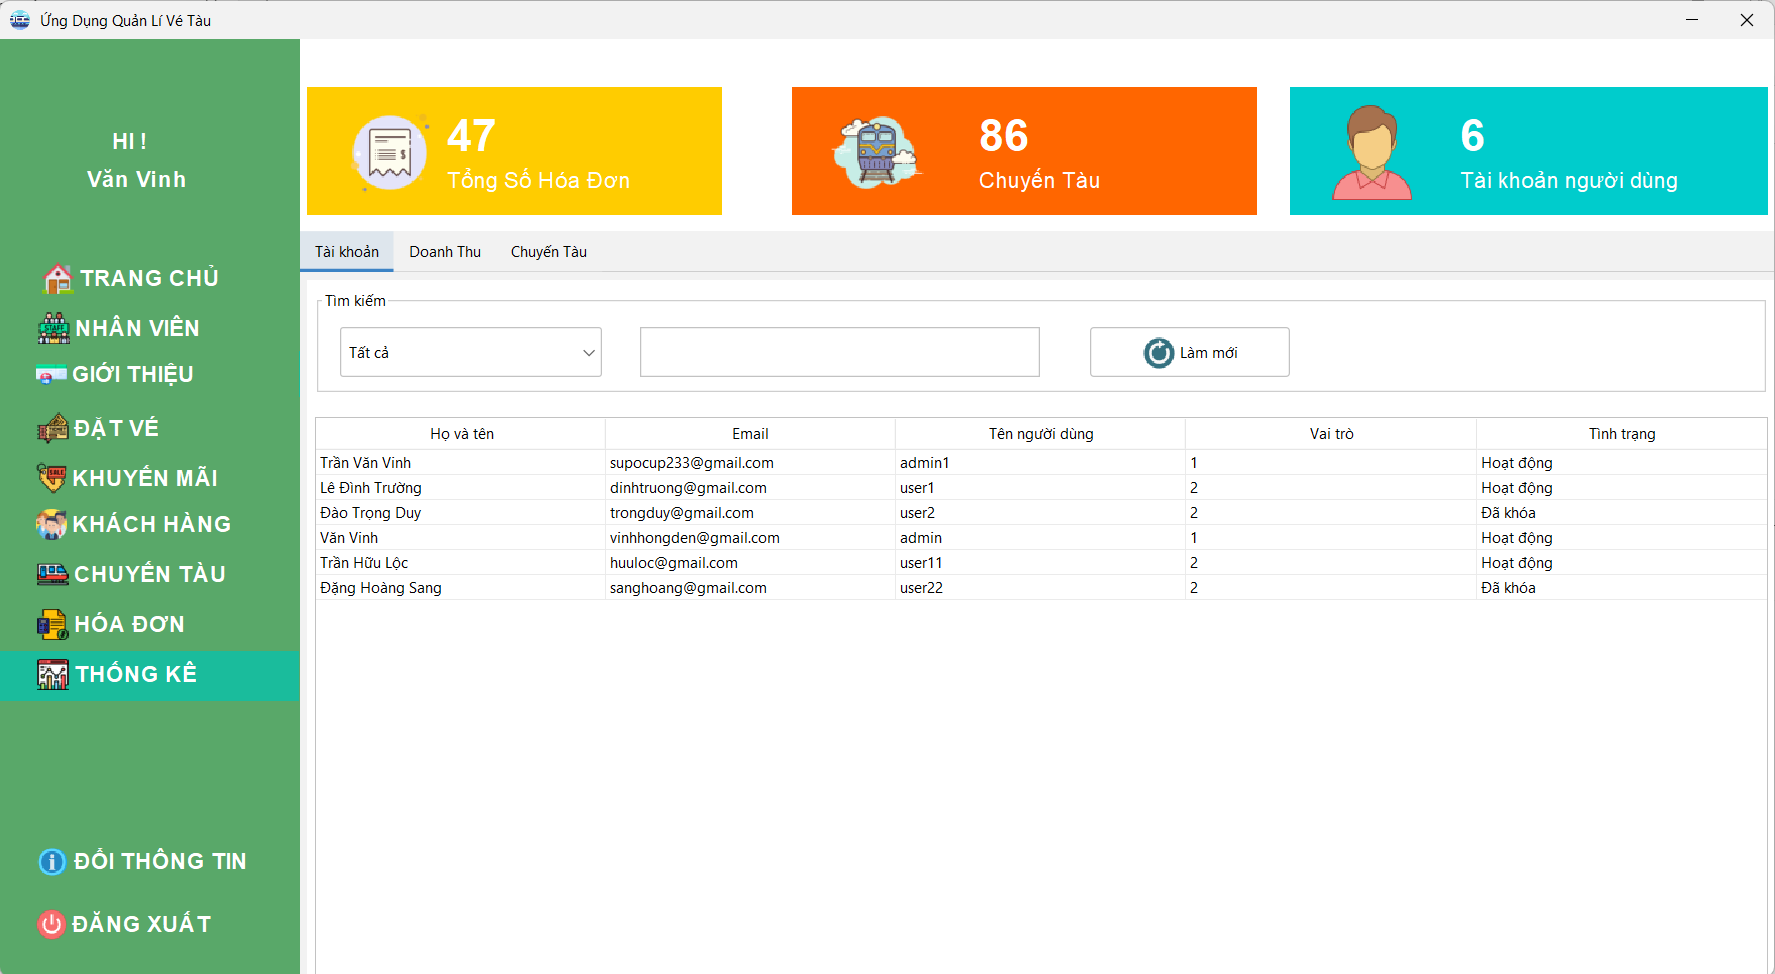 Ứng Dụng Quản Lí Vé Tàu
HI !
Văn Vinh
TRANG CHỦ
NHÂN VIÊN
GIỚI THIỆU
ĐẶT VÉ
KHUYẾN MÃI
KHÁCH HÀNG
CHUYẾN TÀU
HÓA ĐƠN
THỐNG KÊ
ĐỔI THÔNG TIN
ĐĂNG XUẤT
47
Tổng Số Hóa Đơn
86
Chuyến Tàu
6
Tài khoản người dùng
Tài khoản Doanh Thu Chuyến Tàu
Tìm kiếm
Tất cả Làm mới
Họ và tên Email Tên người dùng Vai trò Tình trạng
Trần Văn Vinh supocup233@gmail.com admin1 1 Hoạt động
Lê Đình Trường dinhtruong@gmail.com user1 2 Hoạt động
Đào Trọng Duy trongduy@gmail.com user2 2 Đã khóa
Văn Vinh vinhhongden@gmail.com admin 1 Hoạt động
Trần Hữu Lộc huuloc@gmail.com user11 2 Hoạt động
Đặng Hoàng Sang sanghoang@gmail.com user22 2 Đã khóa